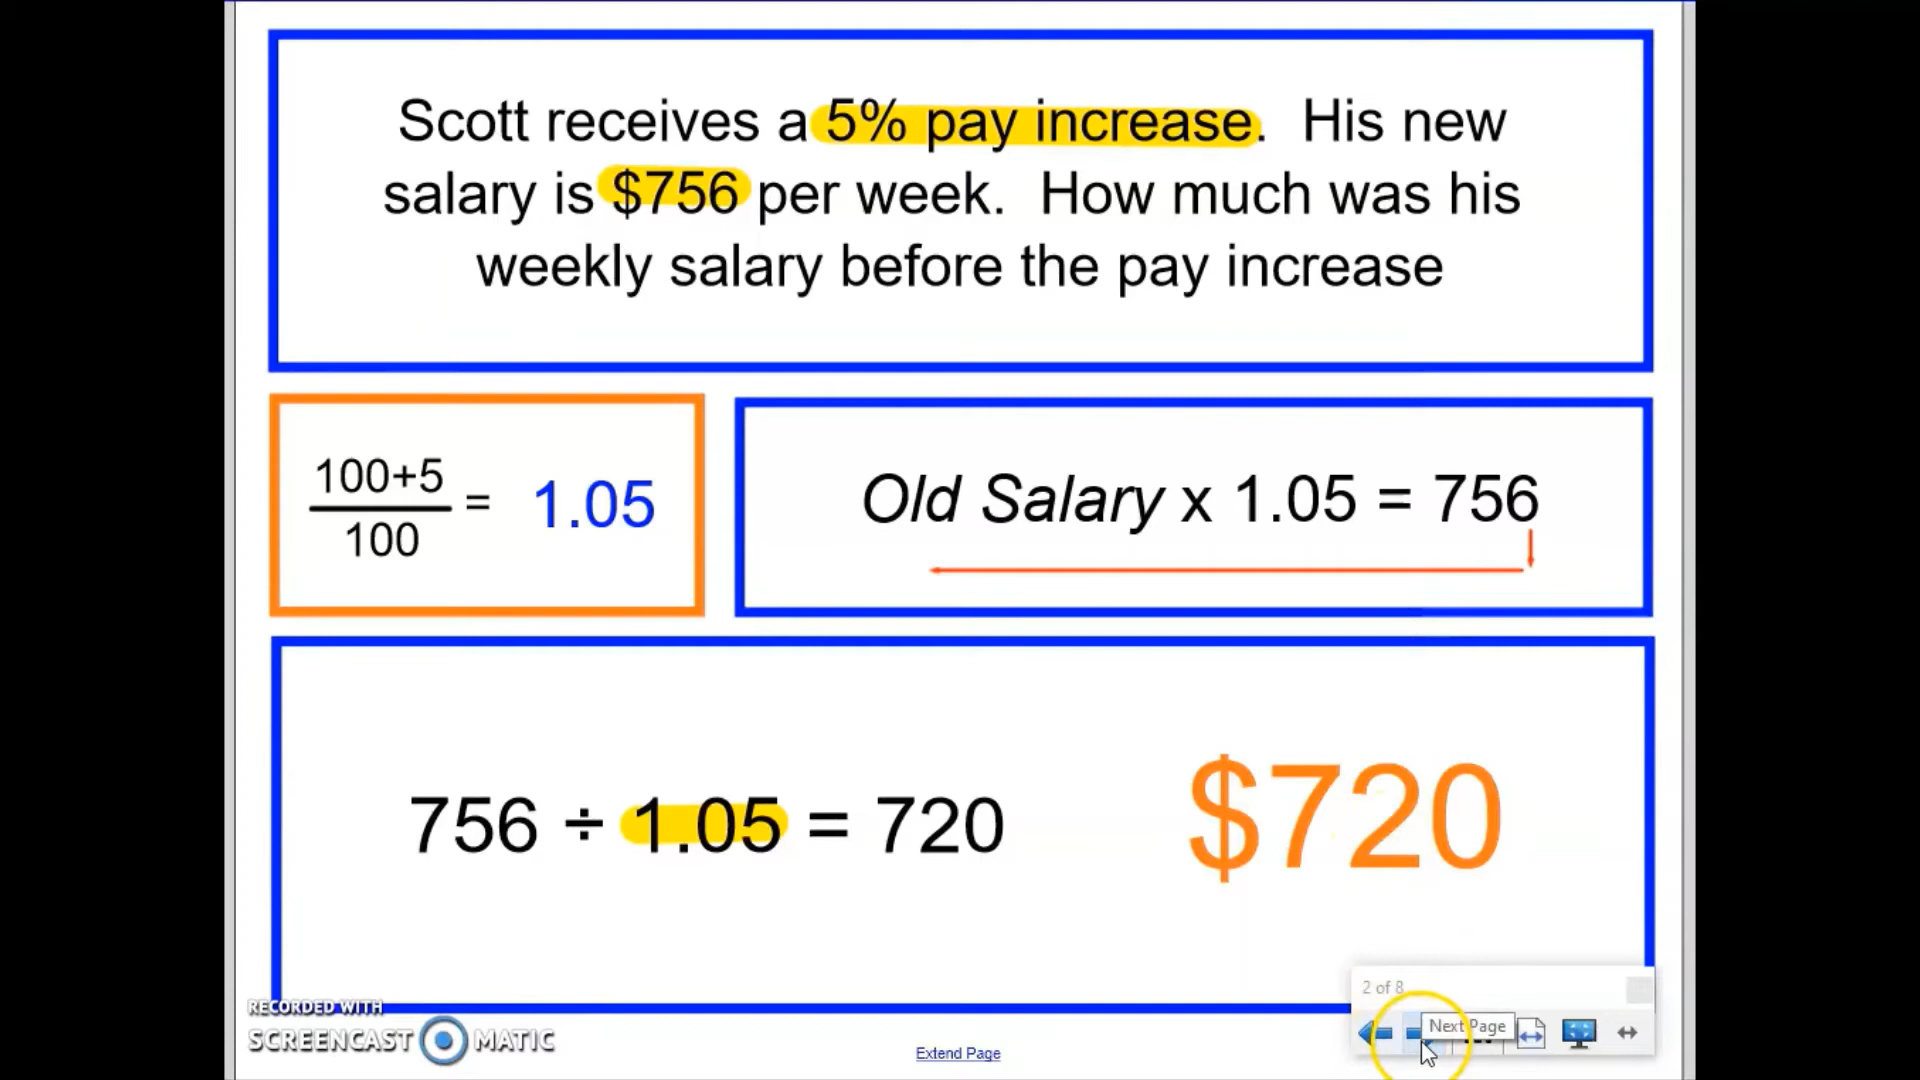 Scott receives a 5% pay increase. His new
salary is $756 per week. How much was his
weekly salary before the pay increase
100+5
100
= 1.05
Old Salary x 1.05 = 756
756 ÷ 1.05 = 720
$720
2 of 8
Next Page
RECORDED WITH
SCREENCAST MATIC
Extend Page